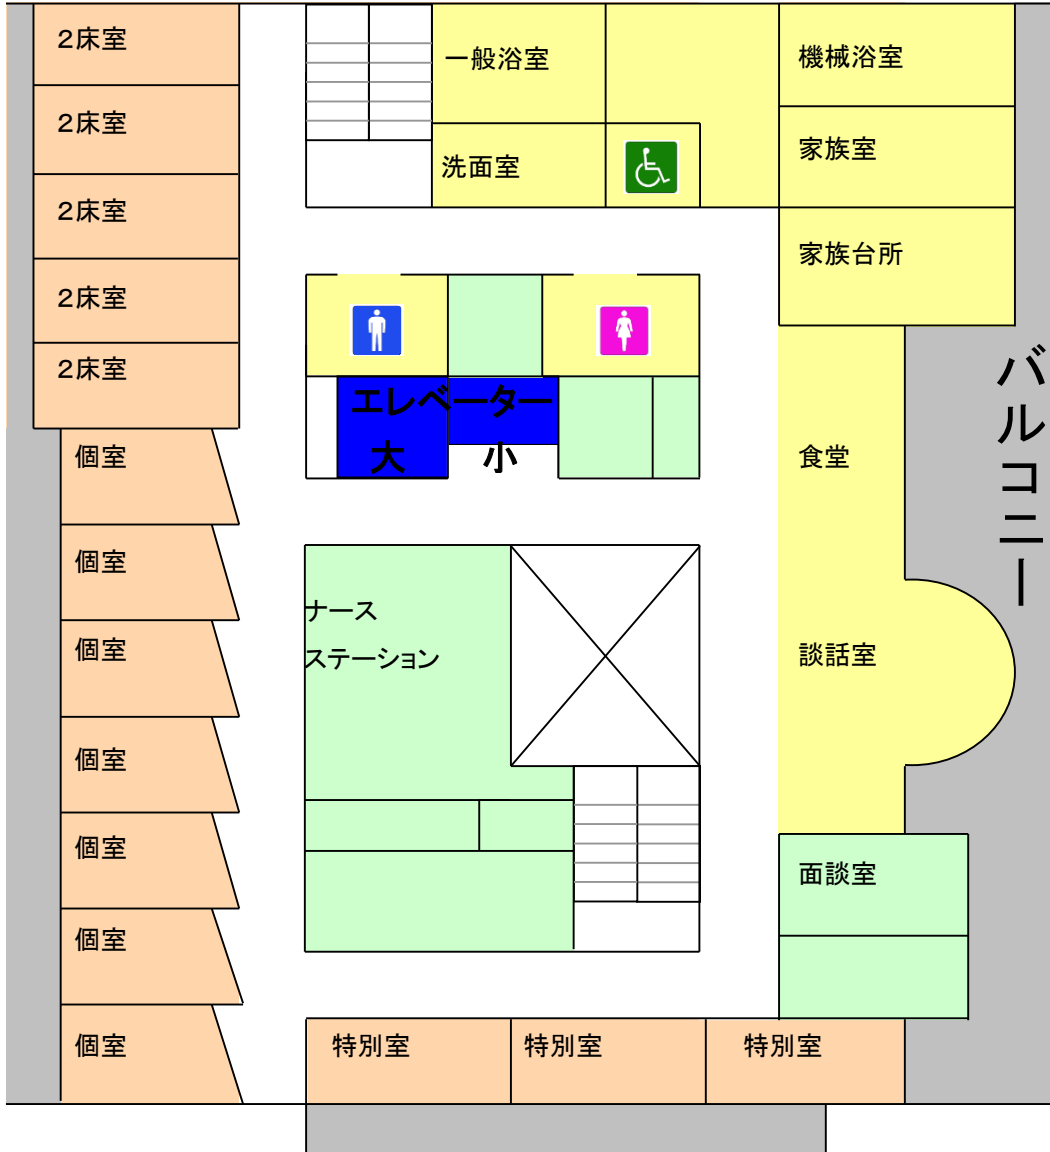 2床室
2床室
2床室
2床室
2床室
個室
個室
個室
個室
個室
個室
個室
一般浴室
洗面室
機械浴室
家族室
家族台所
エレベーター
大 小
ナース
ステーション
食堂
談話室
面談室
特別室 特別室 特別室
バルコニー